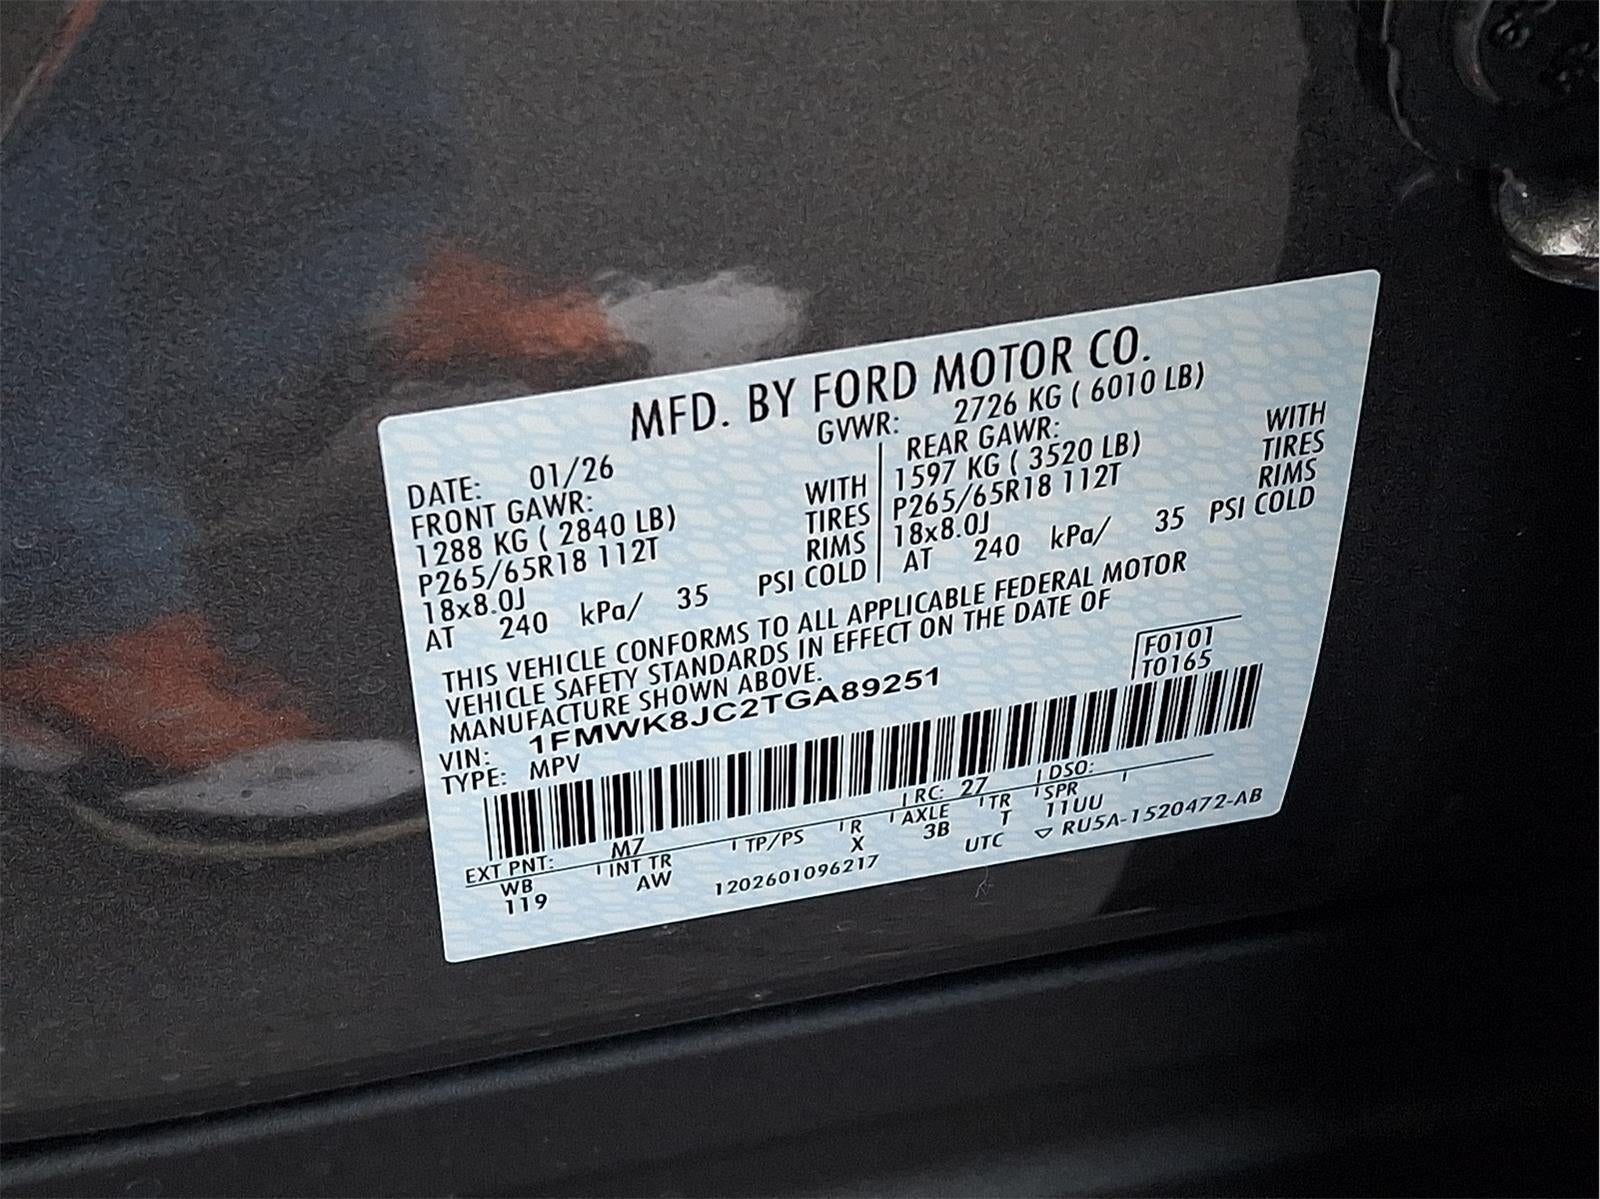 MFD. BY FORD MOTOR CO.
DATE: 01/26 GVWR: 2726 KG ( 6010 LB)
FRONT GAWR: REAR GAWR:
1288 KG ( 2840 LB) WITH 1597 KG ( 3520 LB) WITH
P265/65R18 112T TIRES P265/65R18 112T TIRES
18x8.0J RIMS 18x8.0J RIMS
AT 240 kPa/ 35 PSI COLD AT 240 kPa/ 35 PSI COLD
THIS VEHICLE CONFORMS TO ALL APPLICABLE FEDERAL MOTOR
VEHICLE SAFETY STANDARDS IN EFFECT ON THE DATE OF
MANUFACTURE SHOWN ABOVE.
F0101
T0165
VIN: 1FMWK8JC2TGA89251
TYPE: MPV
EXT PNT: M7 RC: 27 DSO:
WB INT TR TP/PS R AXLE TR SPR
119 AW X 3B T 11UU
1202601096217 UTC ▽ RU5A-1520472-AB